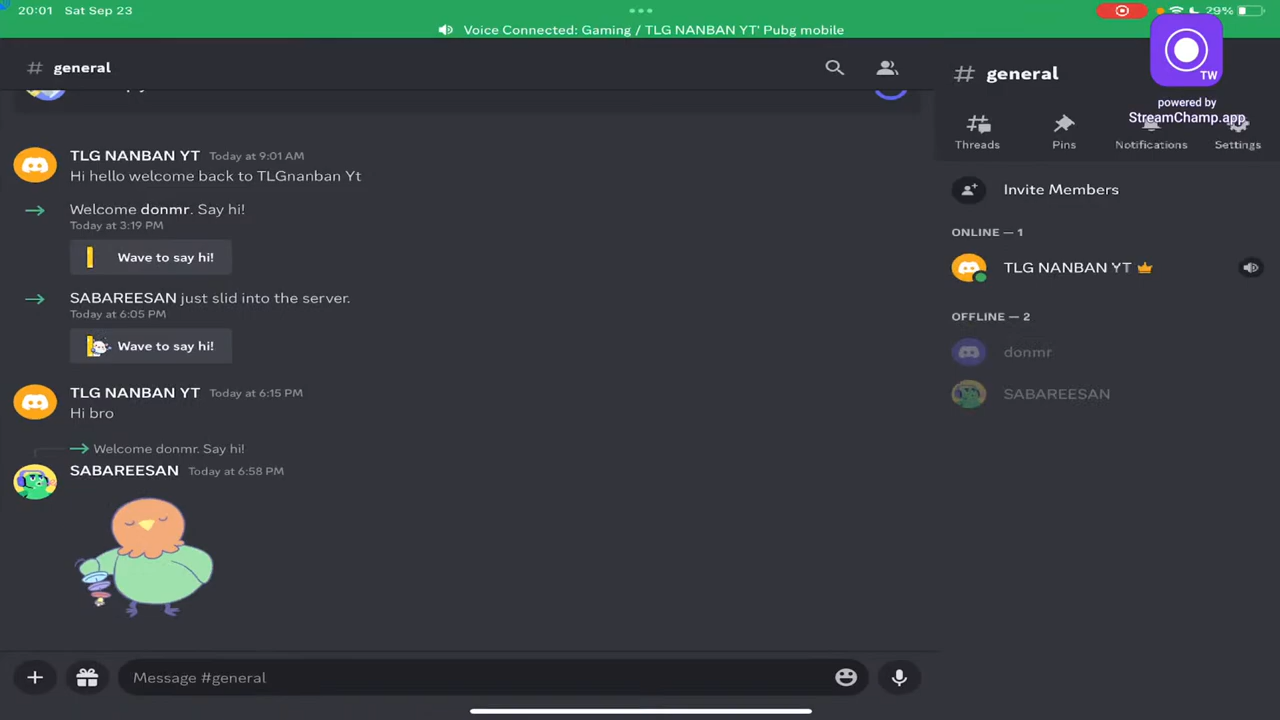 20:01 Sat Sep 23
29%
Voice Connected: Gaming / TLG NANBAN YT' Pubg mobile
# general
TLG NANBAN YT Today at 9:01 AM
Hi hello welcome back to TLGnanban Yt
Welcome donmr. Say hi!
Today at 3:19 PM
Wave to say hi!
SABAREESAN just slid into the server.
Today at 6:05 PM
Wave to say hi!
TLG NANBAN YT Today at 6:15 PM
Hi bro
Welcome donmr. Say hi!
SABAREESAN Today at 6:58 PM
Message #general
# general
TW
powered by
StreamChamp.app
Threads
Pins
Notifications
Settings
Invite Members
ONLINE — 1
TLG NANBAN YT
OFFLINE — 2
donmr
SABAREESAN